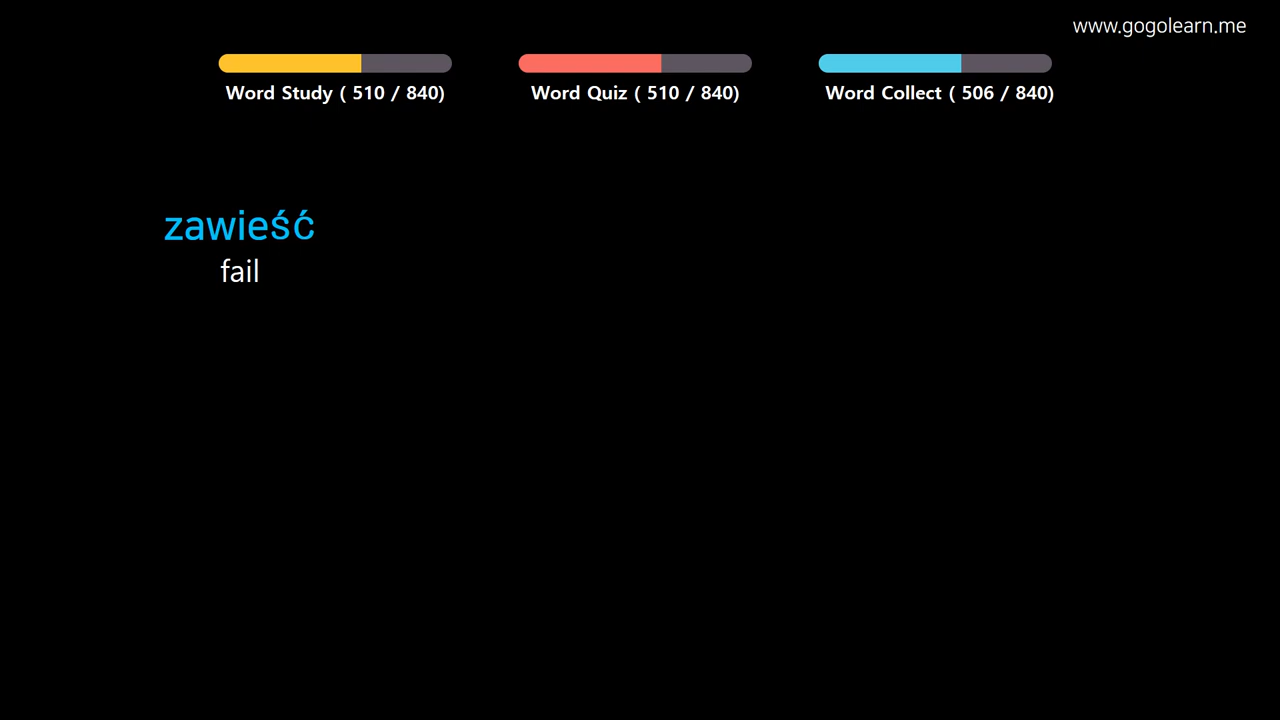 www.gogolearn.me
Word Study ( 510 / 840)
Word Quiz ( 510 / 840)
Word Collect ( 506 / 840)
zawieść
fail